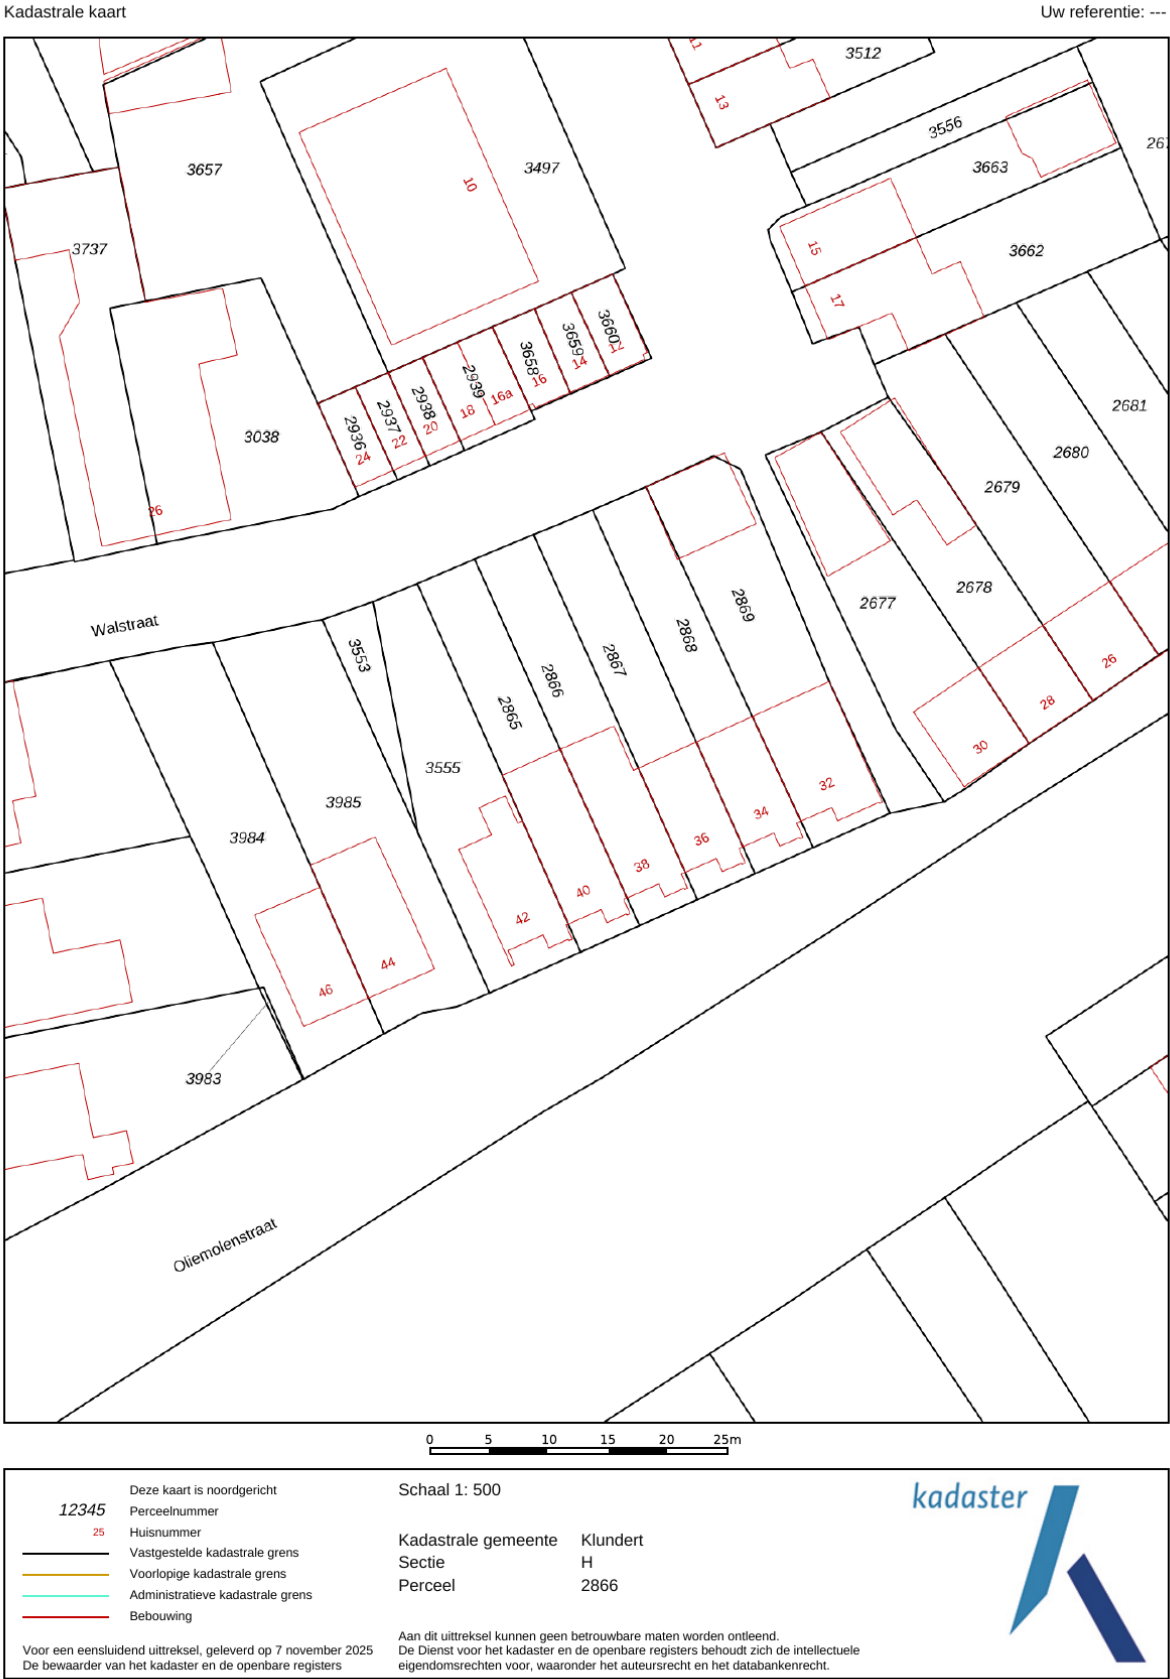 Kadastrale kaart
Uw referentie: ---
11
3512
13
3556
3657
3497
3663
10
3737
15
3662
17
3660
12
3659
14
3658
16
2939
16a
18
2938
20
2937
22
2936
24
3038
26
2681
2680
2679
2678
2677
2869
2868
2867
2866
2865
3553
Walstraat
3555
3985
3984
26
28
30
32
34
36
38
40
42
44
46
3983
Oliemolenstraat
0 5 10 15 20 25m
Deze kaart is noordgericht
12345 Perceelnummer
25 Huisnummer
Vastgestelde kadastrale grens
Voorlopige kadastrale grens
Administratieve kadastrale grens
Bebouwing
Voor een eensluidend uittreksel, geleverd op 7 november 2025
De bewaarder van het kadaster en de openbare registers
Schaal 1: 500
Kadastrale gemeente Klundert
Sectie H
Perceel 2866
Aan dit uittreksel kunnen geen betrouwbare maten worden ontleend.
De Dienst voor het kadaster en de openbare registers behoudt zich de intellectuele
eigendomsrechten voor, waaronder het auteursrecht en het databankenrecht.
kadaster